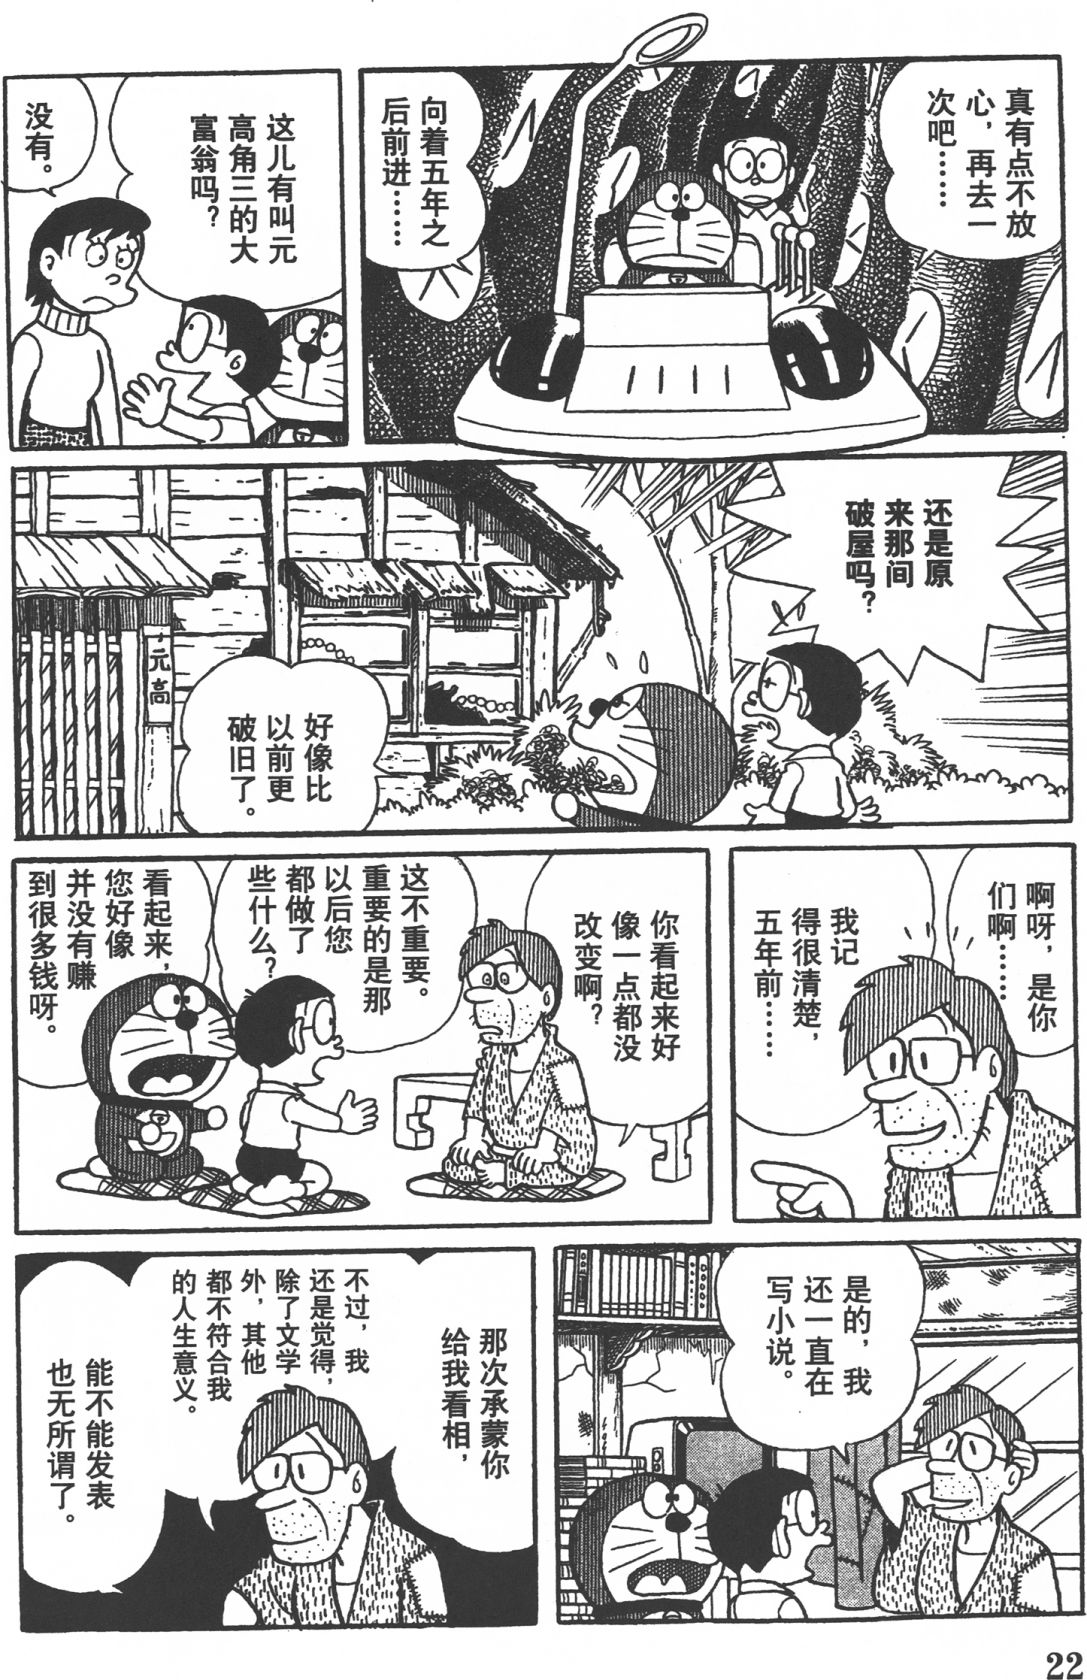 真有点不放
心，再去一
次吧……
向着五年之
后前进……
这儿有叫元
高角三的大
富翁吗？
没有。
还是原
来那间
破屋吗？
好像比
以前更
破旧了。
元高
啊呀，是你
们啊……
我记
得很清楚，
五年前……
你看起来好
像一点都没
改变啊？
这不重要。
重要的是那
以后您
都做了
些什么？
看起来，
您好像
并没有赚
到很多钱呀。
是的，我
还一直在
写小说。
那次承蒙你
给我看相，
不过，我
还是觉得，
除了文学
外，其他
都不符合我
的人生意义。
能不能发表
也无所谓了。
22